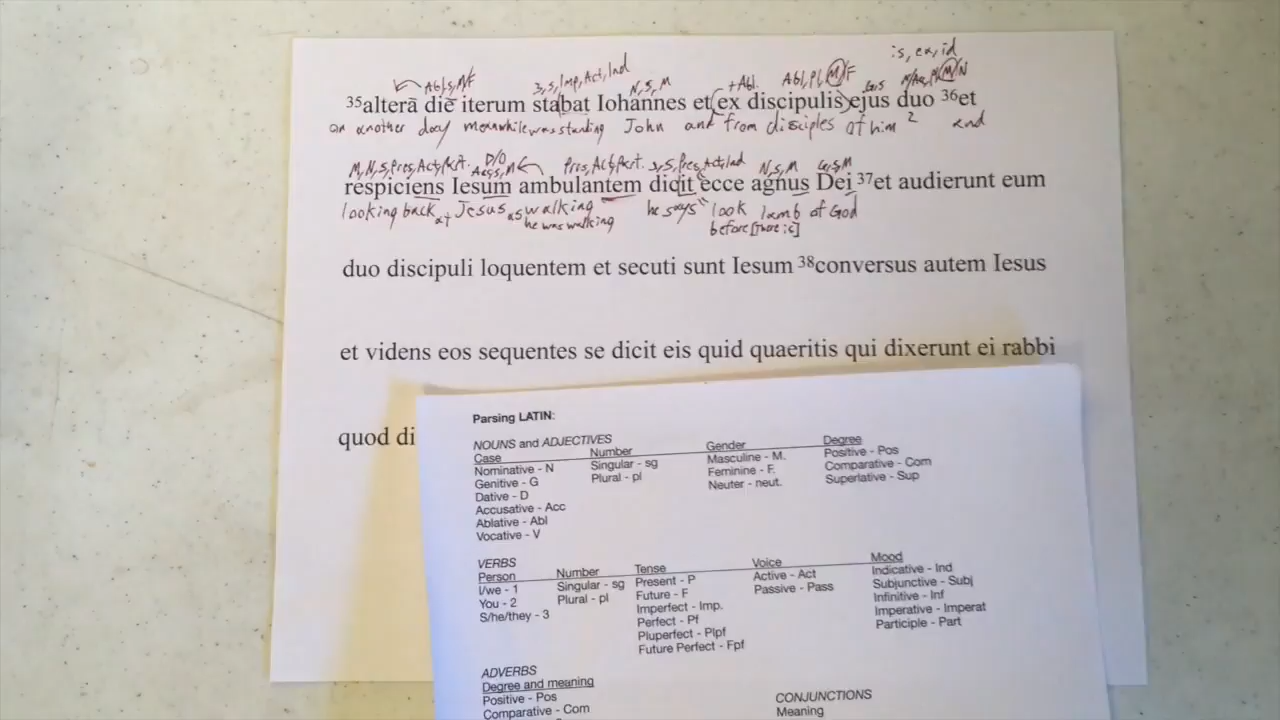 is, ea, id
Abl, S, M/F 3, S, Imp, Act, Ind N, S, M + Abl. Abl, Pl, M/F G, S M/N
³⁵alterā diē iterum stabat Iohannes et (ex discipulis) ejus duo ³⁶et
on another day meanwhile was standing John and from disciples of him 2 and
M, N, S, Pres, Act, Part. D/O Acc, S, M Pres, Act, Part. 3, S, Pres, Act, Ind N, S, M G, S, M
respiciens Iesum ambulantem dicit ecce agnus Dei ³⁷et audierunt eum
looking back at Jesus as walking he says "look lamb of God
he was walking before [there is]
duo discipuli loquentem et secuti sunt Iesum ³⁸conversus autem Iesus
et videns eos sequentes se dicit eis quid quaeritis qui dixerunt ei rabbi
quod di
Parsing LATIN:
NOUNS and ADJECTIVES
Case Number Gender Degree
Nominative - N Singular - sg Masculine - M. Positive - Pos
Genitive - G Plural - pl Feminine - F. Comparative - Com
Dative - D Neuter - neut. Superlative - Sup
Accusative - Acc
Ablative - Abl
Vocative - V
VERBS
Person Number Tense Voice Mood
I/we - 1 Singular - sg Present - P Active - Act Indicative - Ind
You - 2 Plural - pl Future - F Passive - Pass Subjunctive - Subj
S/he/they - 3 Imperfect - Imp. Infinitive - Inf
Perfect - Pf Imperative - Imperat
Pluperfect - Plpf Participle - Part
Future Perfect - Fpf
ADVERBS
Degree and meaning
Positive - Pos CONJUNCTIONS
Comparative - Com Meaning